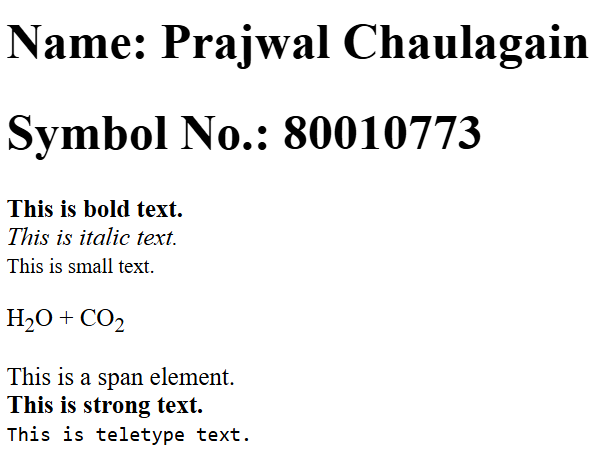 Name: Prajwal Chaulagain
Symbol No.: 80010773
This is bold text.
This is italic text.
This is small text.
H₂O + CO₂
This is a span element.
This is strong text.
This is teletype text.